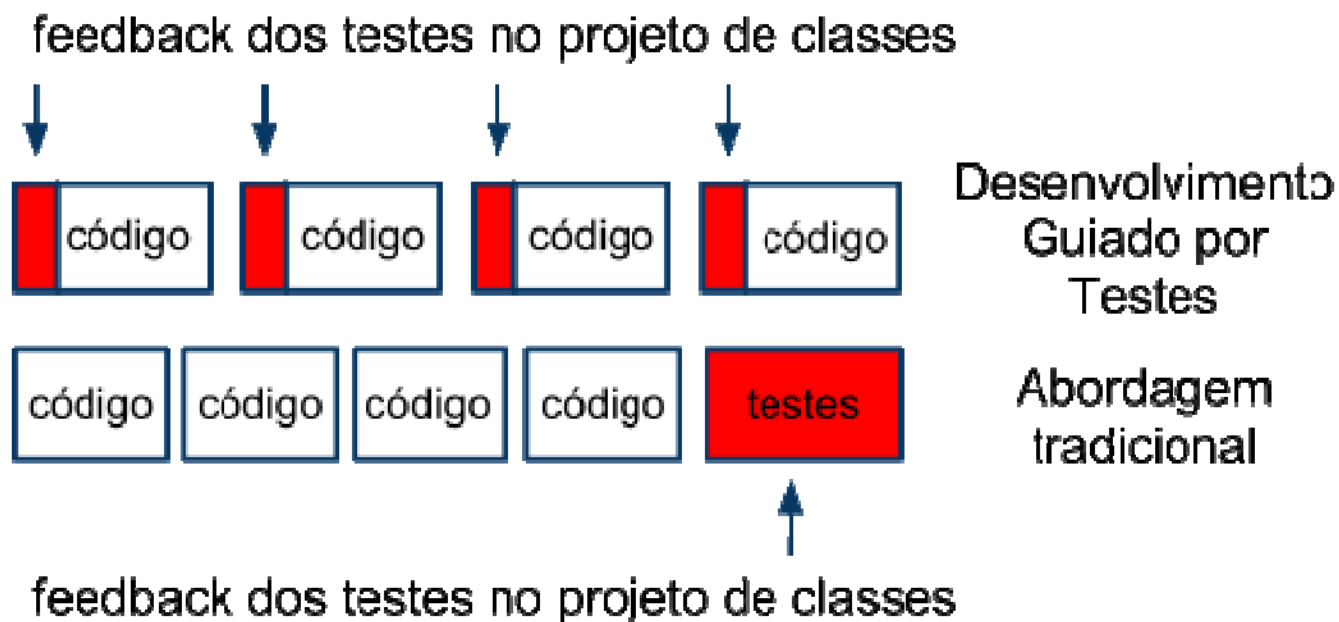 feedback dos testes no projeto de classes
código código código código
Desenvolvimento
Guiado por
Testes
código código código código testes
Abordagem
tradicional
feedback dos testes no projeto de classes